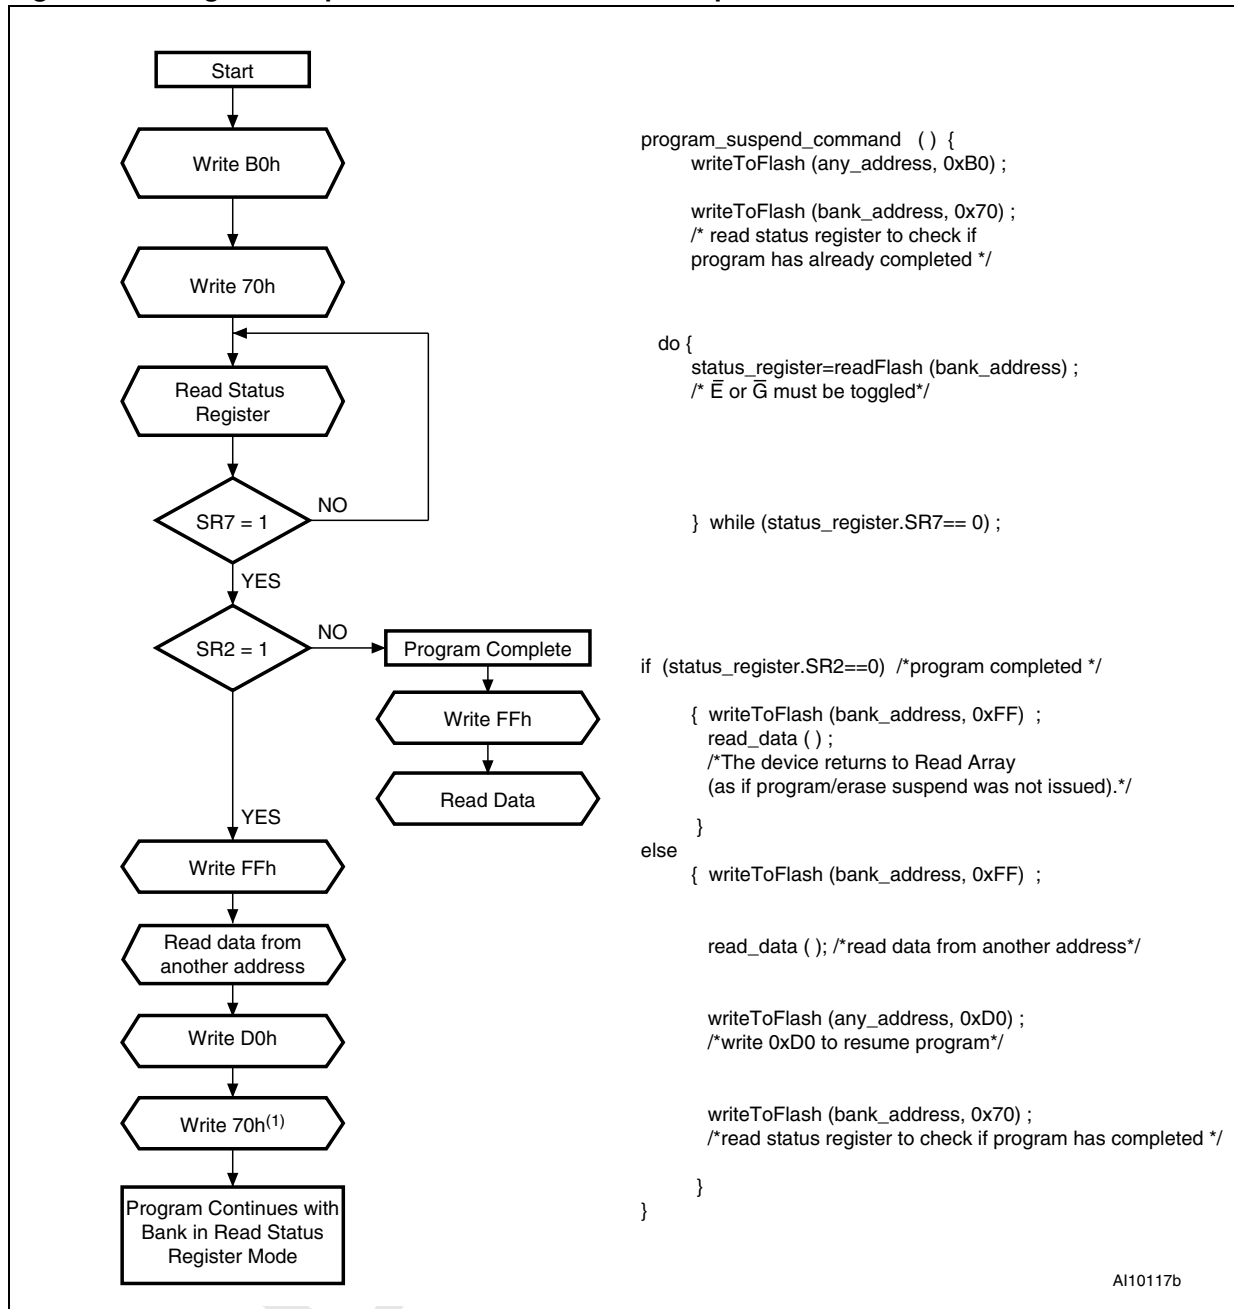 Start
Write B0h
Write 70h
Read Status
Register
SR7 = 1
NO
YES
SR2 = 1
NO
Program Complete
Write FFh
Read Data
YES
Write FFh
Read data from
another address
Write D0h
Write 70h(1)
Program Continues with
Bank in Read Status
Register Mode
program_suspend_command ( ) {
writeToFlash (any_address, 0xB0) ;
writeToFlash (bank_address, 0x70) ;
/* read status register to check if
program has already completed */
do {
status_register=readFlash (bank_address) ;
/* E̅ or G̅ must be toggled*/
} while (status_register.SR7== 0) ;
if (status_register.SR2==0) /*program completed */
{ writeToFlash (bank_address, 0xFF) ;
read_data ( ) ;
/*The device returns to Read Array
(as if program/erase suspend was not issued).*/
}
else
{ writeToFlash (bank_address, 0xFF) ;
read_data ( ); /*read data from another address*/
writeToFlash (any_address, 0xD0) ;
/*write 0xD0 to resume program*/
writeToFlash (bank_address, 0x70) ;
/*read status register to check if program has completed */
}
}
AI10117b